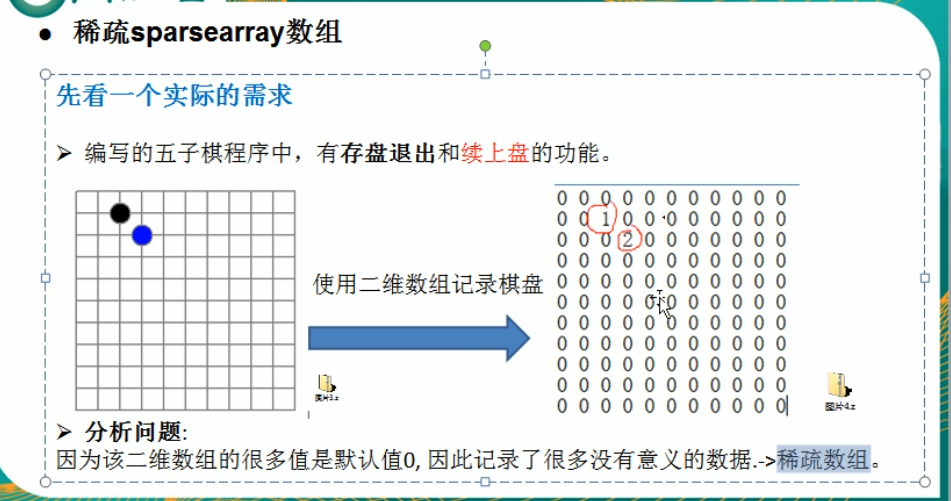 ● 稀疏sparsearray数组
先看一个实际的需求
➢ 编写的五子棋程序中，有存盘退出和续上盘的功能。
使用二维数组记录棋盘
0 0 0 0 0 0 0 0 0 0 0
0 0 1 0 0 0 0 0 0 0 0
0 0 0 2 0 0 0 0 0 0 0
0 0 0 0 0 0 0 0 0 0 0
0 0 0 0 0 0 0 0 0 0 0
0 0 0 0 0 0 0 0 0 0 0
0 0 0 0 0 0 0 0 0 0 0
0 0 0 0 0 0 0 0 0 0 0
0 0 0 0 0 0 0 0 0 0 0
0 0 0 0 0 0 0 0 0 0 0
0 0 0 0 0 0 0 0 0 0 0
图片3.z
图片4.z
➢ 分析问题:
因为该二维数组的很多值是默认值0, 因此记录了很多没有意义的数据.->稀疏数组。